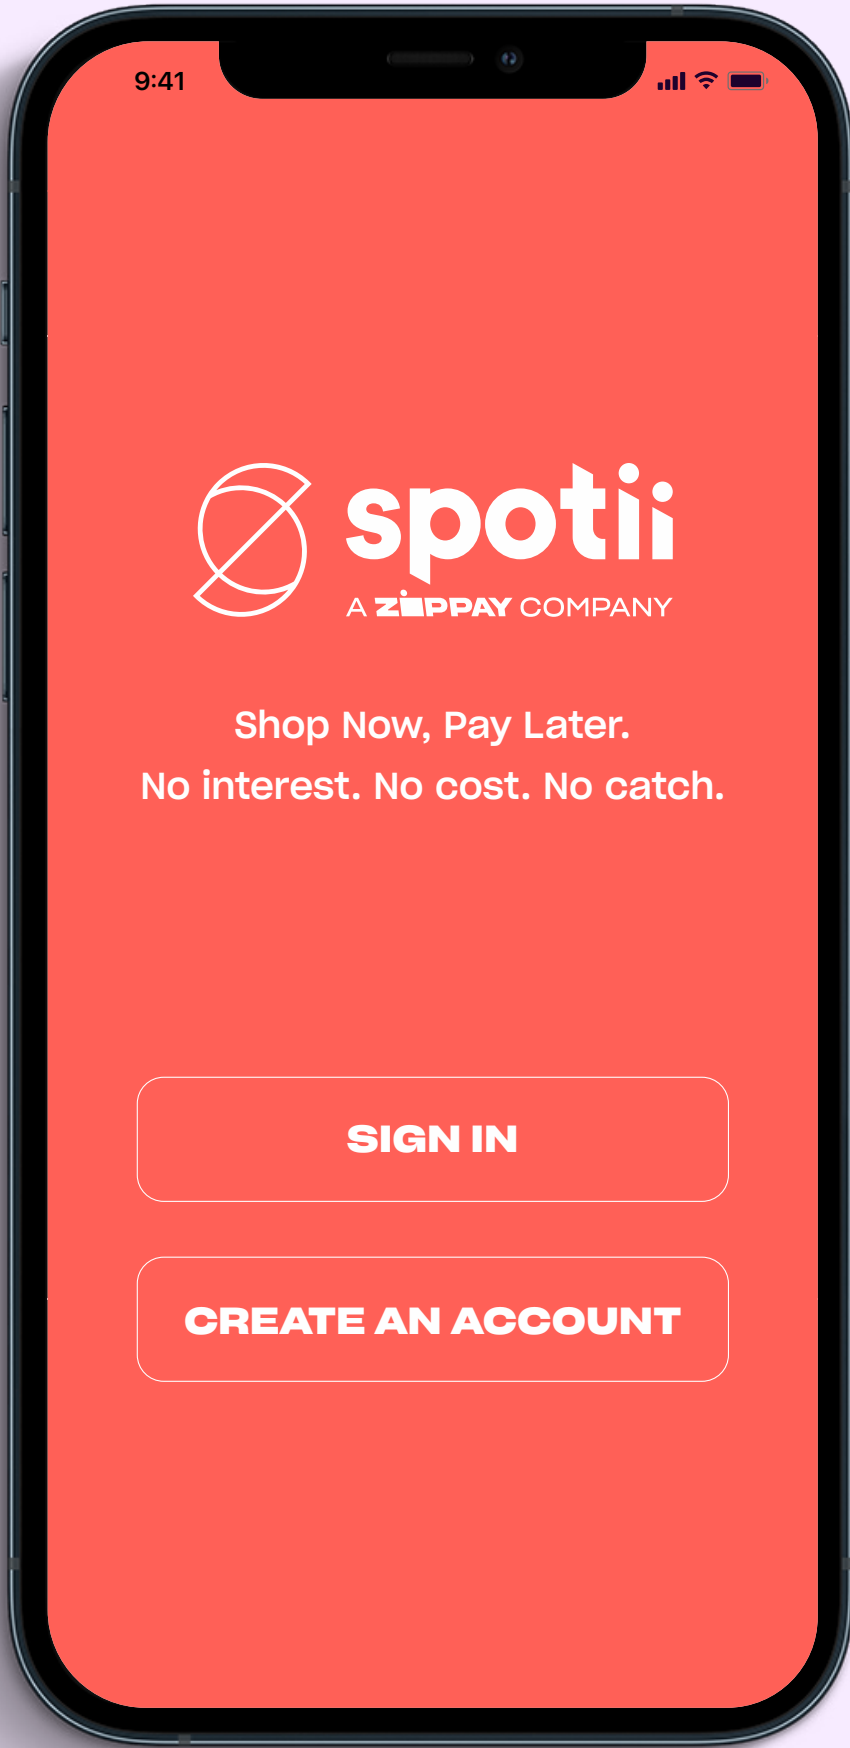 9:41
spotii
A ZIPPAY COMPANY
Shop Now, Pay Later.
No interest. No cost. No catch.
SIGN IN
CREATE AN ACCOUNT